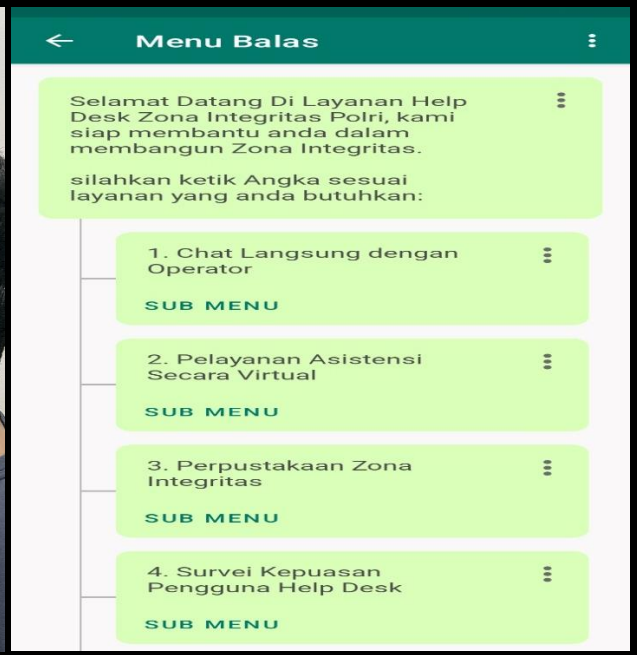 Menu Balas
Selamat Datang Di Layanan Help
Desk Zona Integritas Polri, kami
siap membantu anda dalam
membangun Zona Integritas.
silahkan ketik Angka sesuai
layanan yang anda butuhkan:
1. Chat Langsung dengan
Operator
SUB MENU
2. Pelayanan Asistensi
Secara Virtual
SUB MENU
3. Perpustakaan Zona
Integritas
SUB MENU
4. Survei Kepuasan
Pengguna Help Desk
SUB MENU